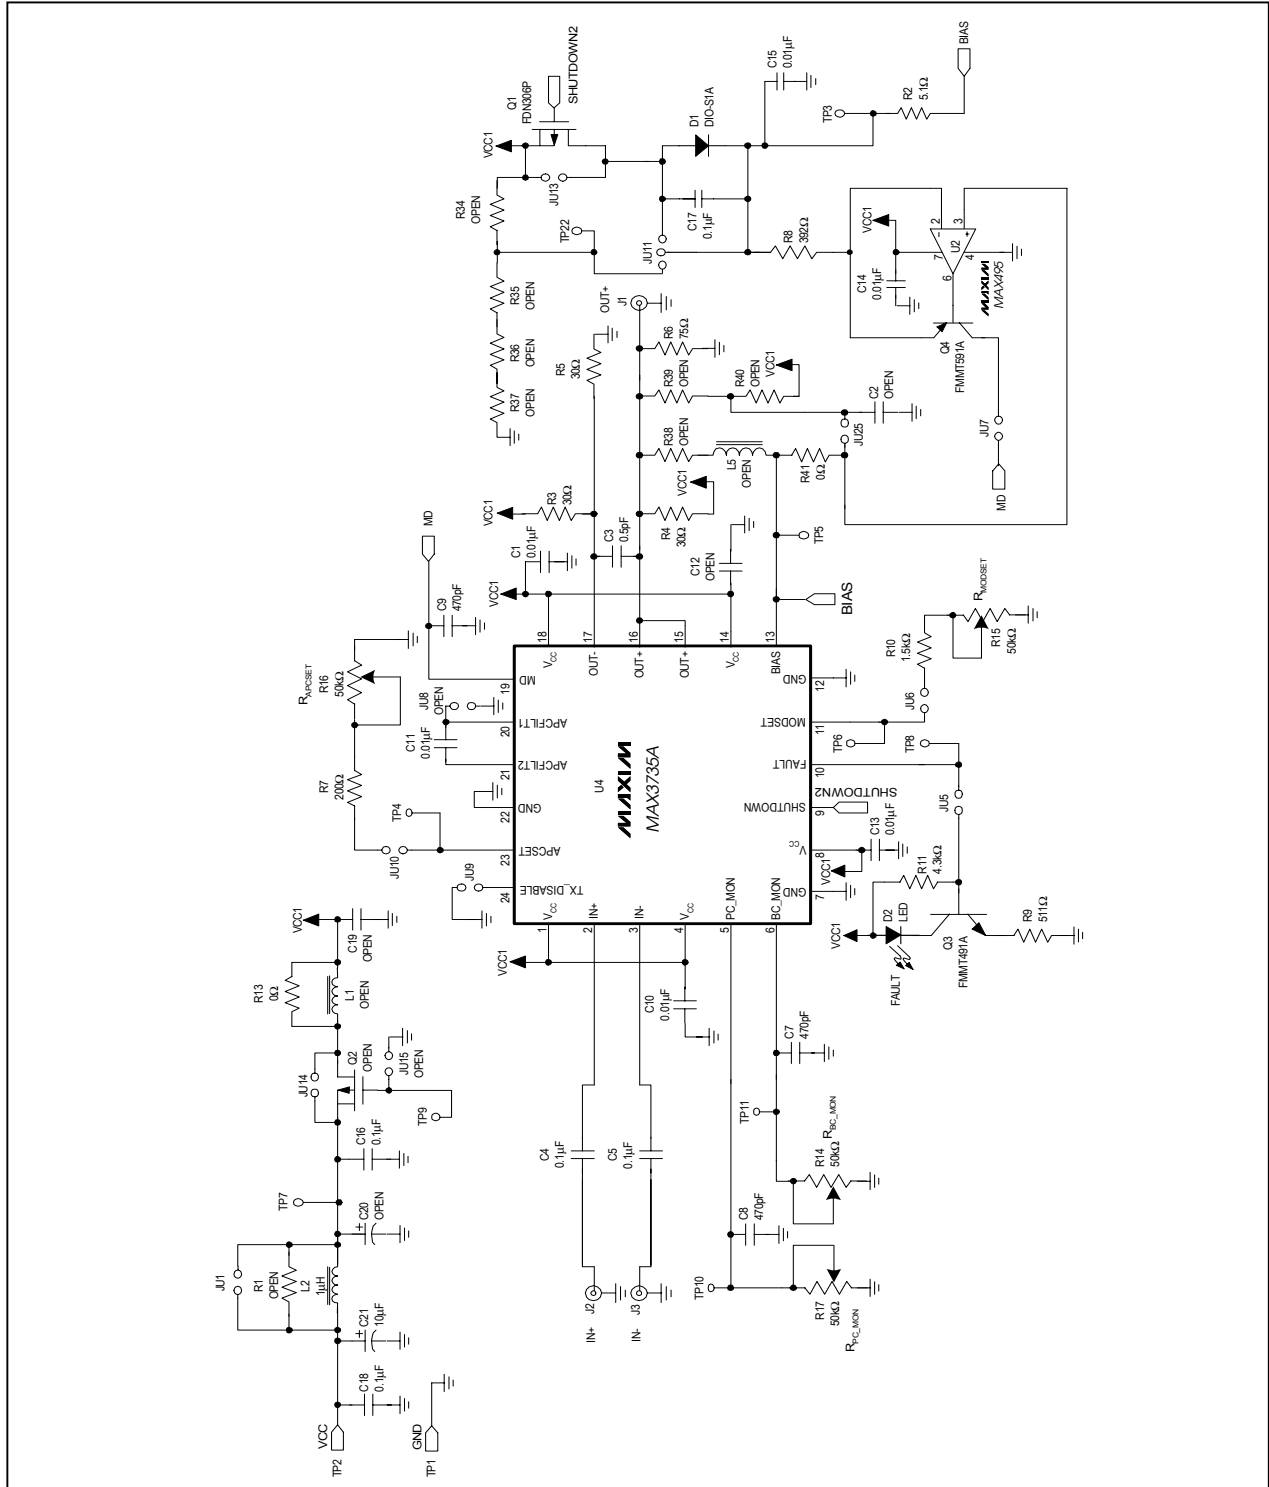 VCC
TP2
GND
TP1
C18
0.1µF
C21
10µF
+
JU1
R1
OPEN
L2
1µH
C20
OPEN
+
TP7
C16
0.1µF
JU14
Q2
OPEN
JU15
OPEN
TP9
R13
0Ω
L1
OPEN
C19
OPEN
VCC1
R_APCSET
R16
50kΩ
R7
200Ω
TP4
JU10
JU9
JU8
OPEN
C11
0.01µF
MD
C9
470pF
VCC1
C1
0.01µF
VCC1
R3
30Ω
C3
0.5pF
R5
30Ω
R37
OPEN
R36
OPEN
R35
OPEN
R34
OPEN
TP22
VCC1
JU13
Q1
FDN306P
SHUTDOWN2
JU11
C17
0.1µF
D1
DIO-S1A
C15
0.01µF
TP3
R2
5.1Ω
BIAS
R8
392Ω
VCC1
C14
0.01µF
2
3
4
6
7
-
+
U2
MAXIM
MAX495
Q4
FMMT591A
JU7
MD
OUT+
J1
R6
75Ω
R39
OPEN
R40
OPEN
VCC1
C2
OPEN
JU25
R38
OPEN
L5
OPEN
R41
0Ω
R4
30Ω
VCC1
C12
OPEN
TP5
BIAS
U4
MAXIM
MAX3735A
24
TX_DISABLE
23
APCSET
22
GND
21
APCFILT2
20
APCFILT1
19
MD
18
VCC
17
OUT-
16
OUT+
15
OUT+
14
VCC
13
BIAS
12
GND
11
MODSET
10
FAULT
9
SHUTDOWN
8
VCC
7
GND
6
BC_MON
5
PC_MON
4
VCC
3
IN-
2
IN+
1
VCC
VCC1
C10
0.01µF
C4
0.1µF
C5
0.1µF
J2
IN+
J3
IN-
TP10
C8
470pF
R17
50kΩ
R_PC_MON
TP11
C7
470pF
R14
50kΩ
R_BC_MON
VCC1
C13
0.01µF
SHUTDOWN2
VCC1
D2
LED
FAULT
R11
4.3kΩ
Q3
FMMT491A
R9
511Ω
JU5
TP8
TP6
JU6
R10
1.5kΩ
R_MODSET
R15
50kΩ